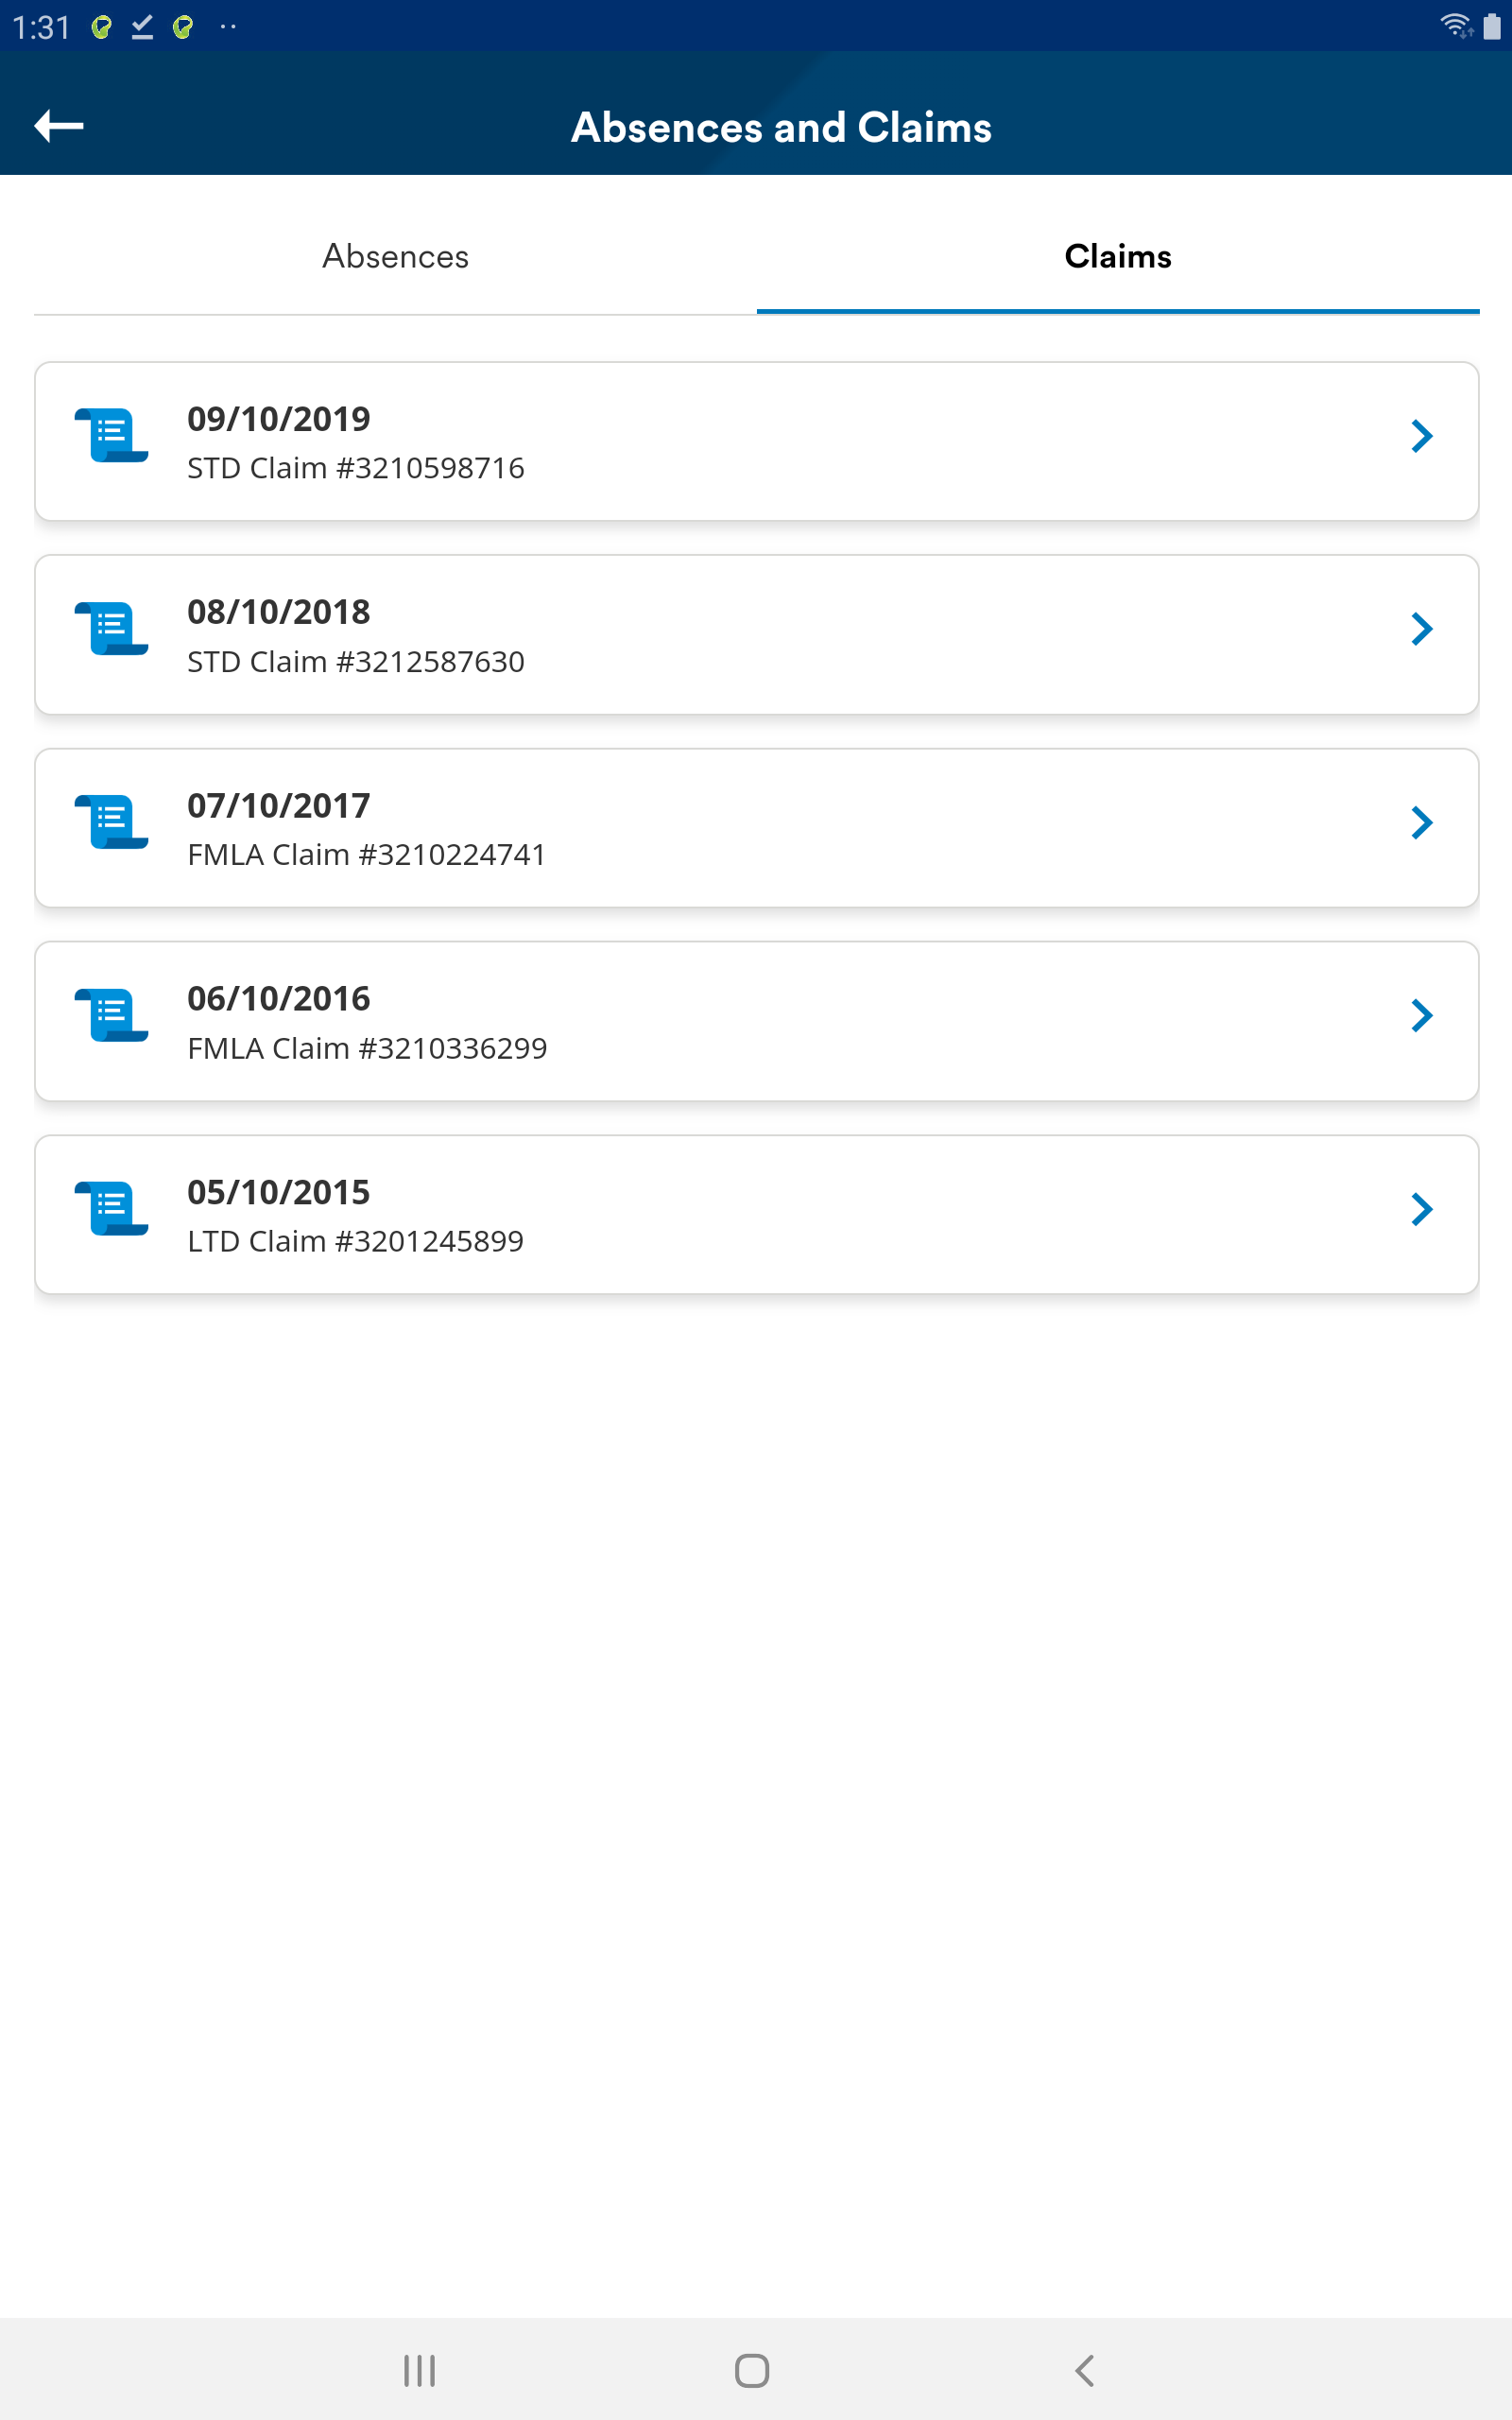 1:31
Absences and Claims
Absences
Claims
09/10/2019
STD Claim #3210598716
08/10/2018
STD Claim #3212587630
07/10/2017
FMLA Claim #3210224741
06/10/2016
FMLA Claim #3210336299
05/10/2015
LTD Claim #3201245899